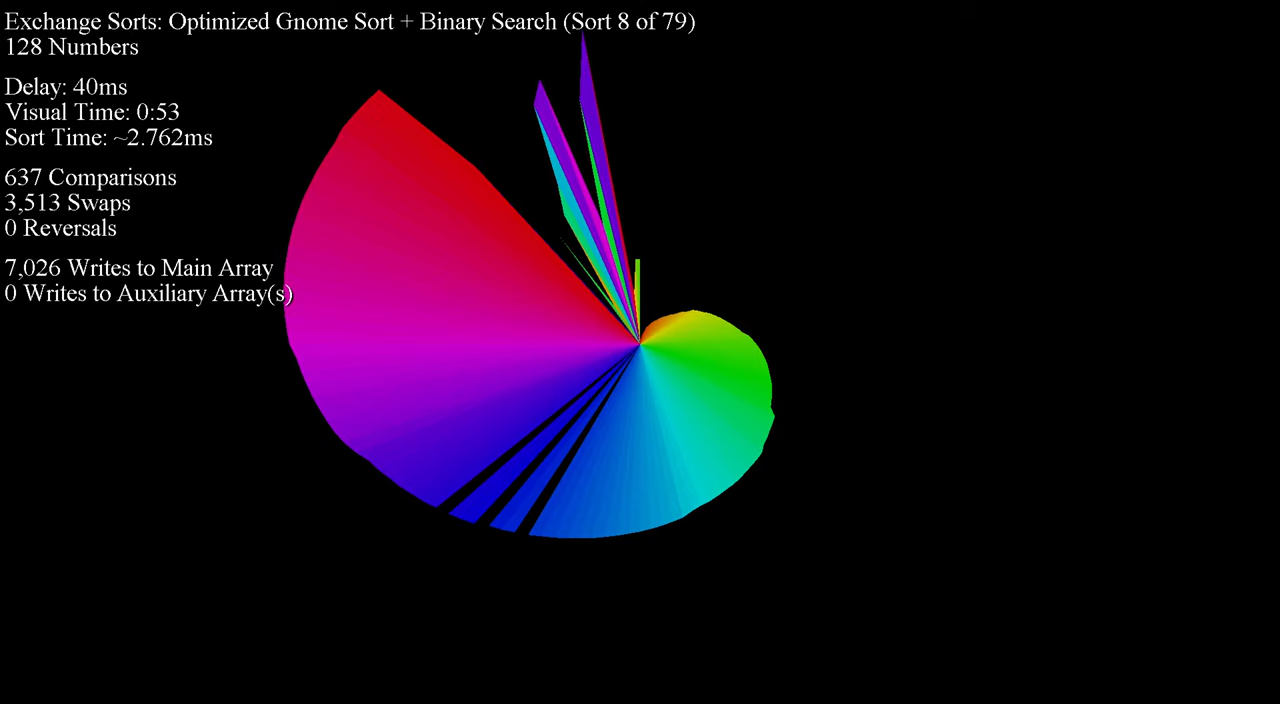 Exchange Sorts: Optimized Gnome Sort + Binary Search (Sort 8 of 79)
128 Numbers
Delay: 40ms
Visual Time: 0:53
Sort Time: ~2.762ms
637 Comparisons
3,513 Swaps
0 Reversals
7,026 Writes to Main Array
0 Writes to Auxiliary Array(s)